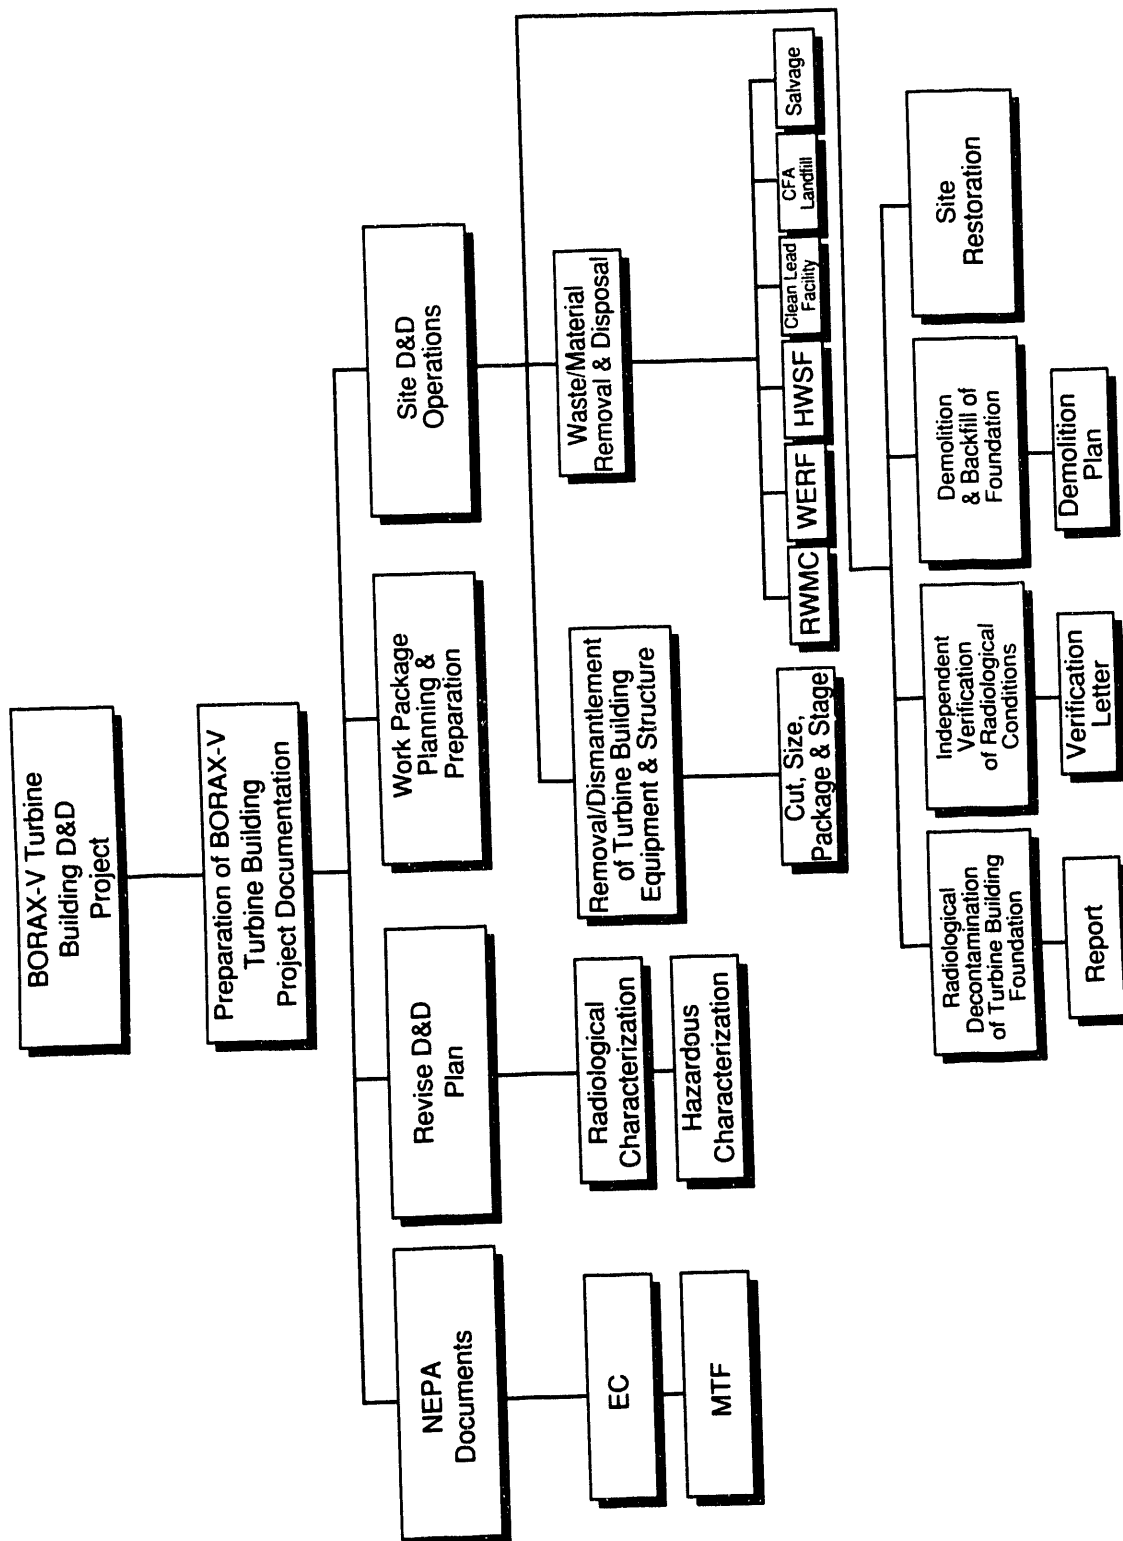 BORAX-V Turbine
Building D&D
Project
Preparation of BORAX-V
Turbine Building
Project Documentation
NEPA
Documents
Revise D&D
Plan
Work Package
Planning &
Preparation
Site D&D
Operations
EC
MTF
Radiological
Characterization
Hazardous
Characterization
Removal/Dismantlement
of Turbine Building
Equipment & Structure
Cut, Size,
Package & Stage
Waste/Material
Removal & Disposal
RWMC
WERF
HWSF
Clean Lead
Facility
CFA
Landfill
Salvage
Radiological
Decontamination
of Turbine Building
Foundation
Report
Independent
Verification
of Radiological
Conditions
Verification
Letter
Demolition
& Backfill of
Foundation
Demolition
Plan
Site
Restoration